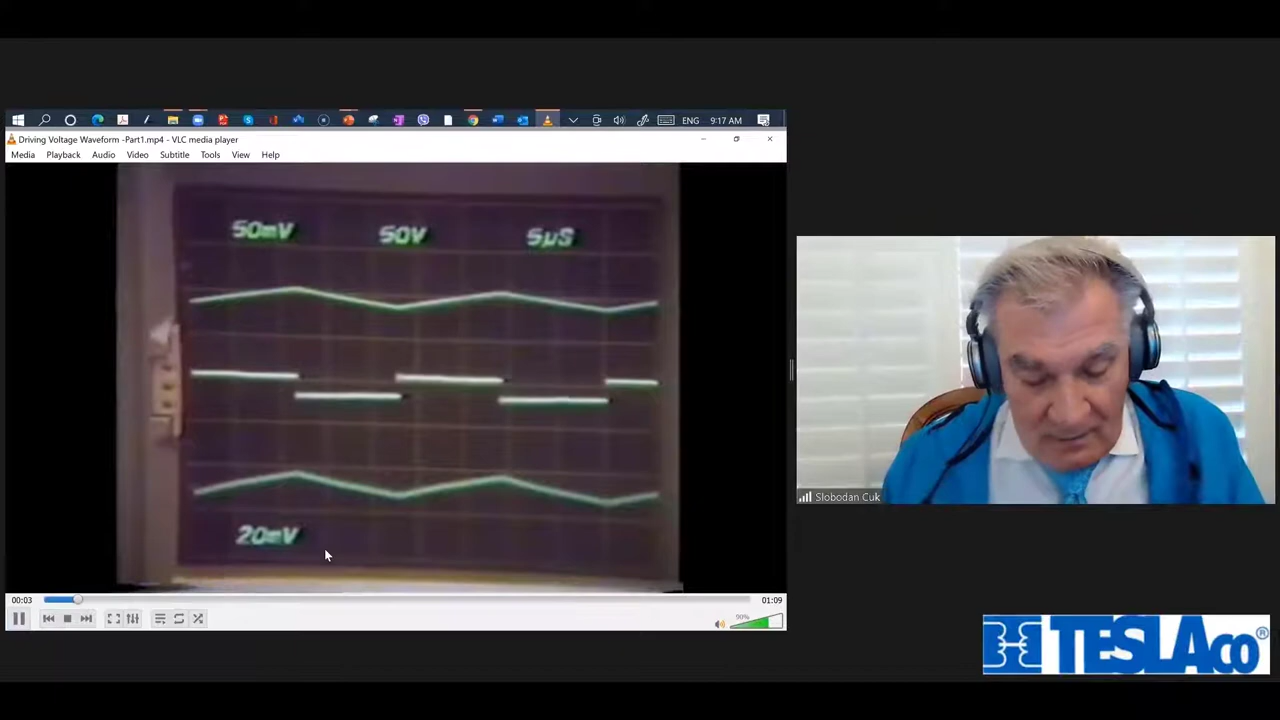 ENG 9:17 AM
Driving Voltage Waveform -Part1.mp4 - VLC media player
Media Playback Audio Video Subtitle Tools View Help
50mV 50V 5µS
20mV
00:03 01:09
90%
Slobodan Cuk
TESLAco®